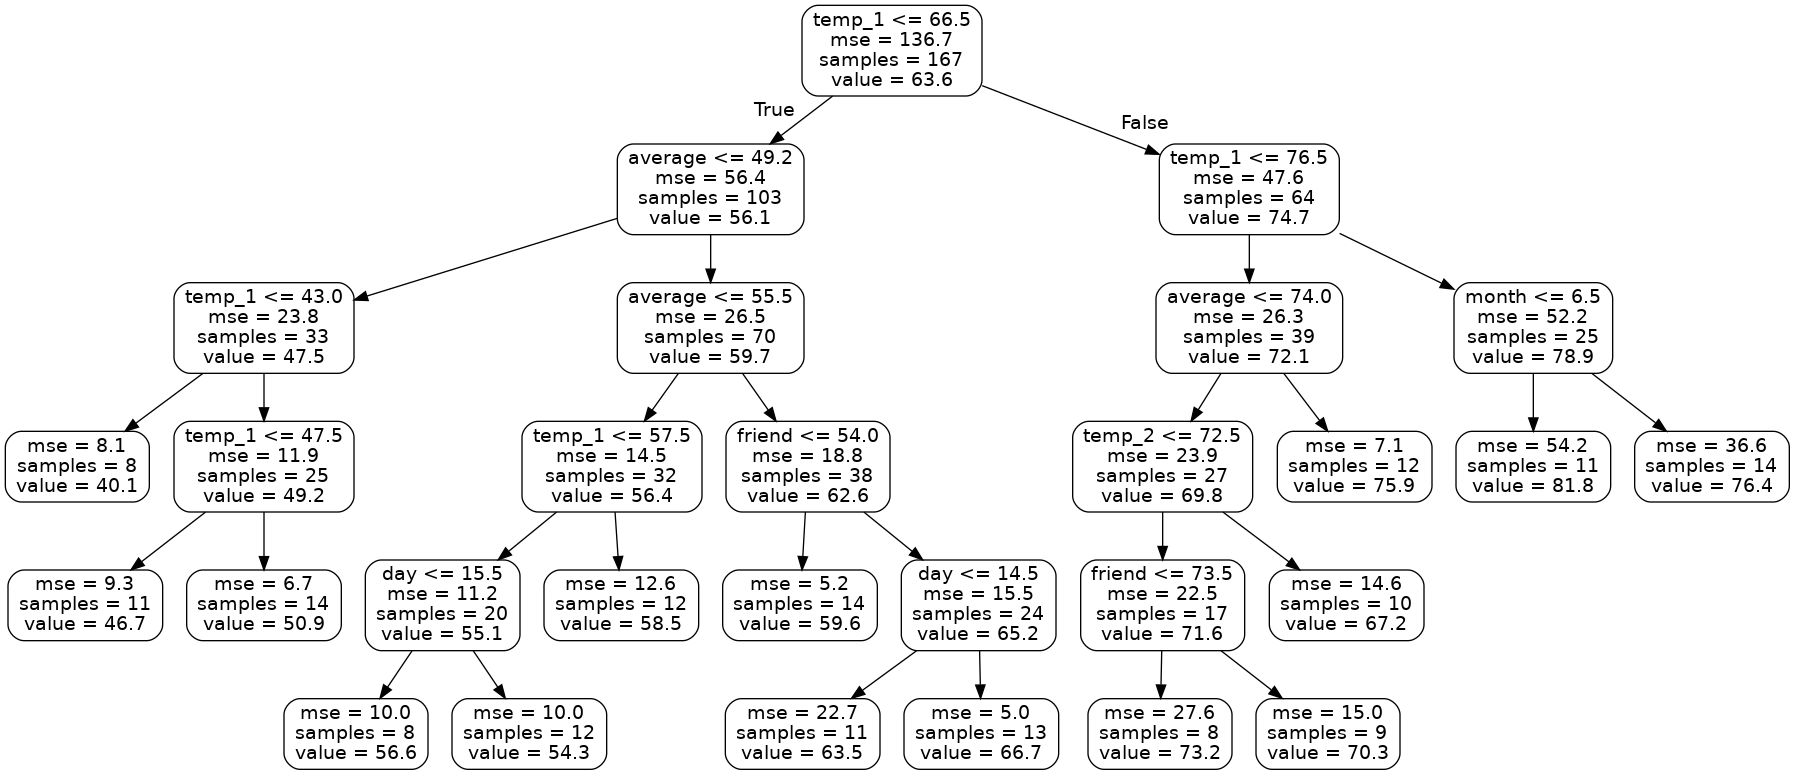 temp_1 <= 66.5
mse = 136.7
samples = 167
value = 63.6
True
False
average <= 49.2
mse = 56.4
samples = 103
value = 56.1
temp_1 <= 76.5
mse = 47.6
samples = 64
value = 74.7
temp_1 <= 43.0
mse = 23.8
samples = 33
value = 47.5
average <= 55.5
mse = 26.5
samples = 70
value = 59.7
average <= 74.0
mse = 26.3
samples = 39
value = 72.1
month <= 6.5
mse = 52.2
samples = 25
value = 78.9
mse = 8.1
samples = 8
value = 40.1
temp_1 <= 47.5
mse = 11.9
samples = 25
value = 49.2
temp_1 <= 57.5
mse = 14.5
samples = 32
value = 56.4
friend <= 54.0
mse = 18.8
samples = 38
value = 62.6
temp_2 <= 72.5
mse = 23.9
samples = 27
value = 69.8
mse = 7.1
samples = 12
value = 75.9
mse = 54.2
samples = 11
value = 81.8
mse = 36.6
samples = 14
value = 76.4
mse = 9.3
samples = 11
value = 46.7
mse = 6.7
samples = 14
value = 50.9
day <= 15.5
mse = 11.2
samples = 20
value = 55.1
mse = 12.6
samples = 12
value = 58.5
mse = 5.2
samples = 14
value = 59.6
day <= 14.5
mse = 15.5
samples = 24
value = 65.2
friend <= 73.5
mse = 22.5
samples = 17
value = 71.6
mse = 14.6
samples = 10
value = 67.2
mse = 10.0
samples = 8
value = 56.6
mse = 10.0
samples = 12
value = 54.3
mse = 22.7
samples = 11
value = 63.5
mse = 5.0
samples = 13
value = 66.7
mse = 27.6
samples = 8
value = 73.2
mse = 15.0
samples = 9
value = 70.3